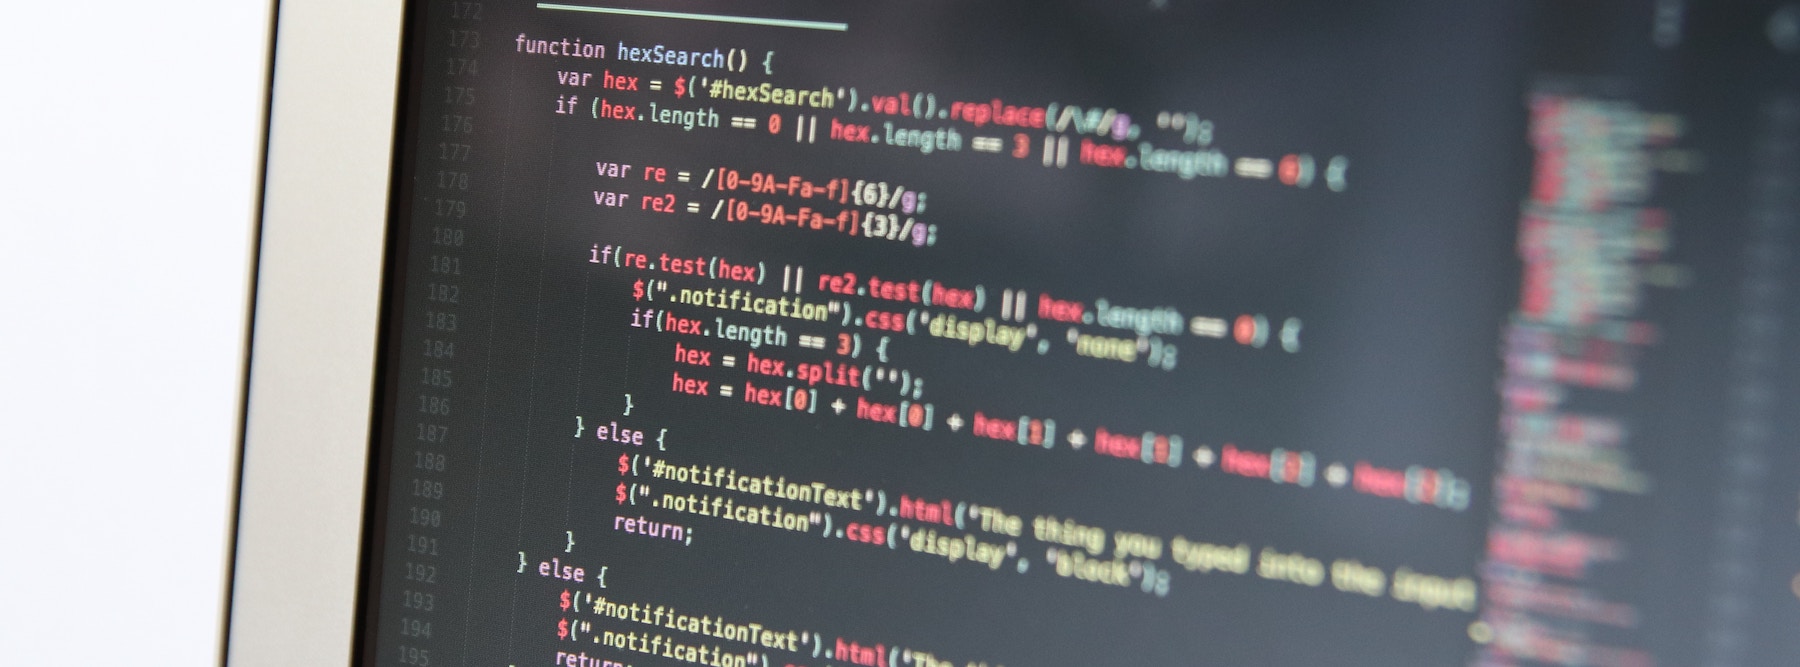 172
173
174 function hexSearch() {
175 var hex = $('#hexSearch').val().replace(/\#/g, '');
176 if (hex.length == 0 || hex.length == 3 || hex.length == ) {
177
178 var re = /[0-9A-Fa-f]{6}/g;
179 var re2 = /[0-9A-Fa-f]{3}/g;
180
181 if(re.test(hex) || re2.test(hex) || hex.length == 0) {
182 $(".notification").css('display', 'none');
183 if(hex.length == 3) {
184 hex = hex.split('');
185 hex = hex[0] + hex[0] + hex[1] + hex[1] + hex[2] + hex[2];
186 }
187 } else {
188 $('#notificationText').html('The thing you typed into the input
189 $(".notification").css('display', 'block');
190 return;
191 }
192 } else {
193 $('#notificationText').html('The
194 $(".notification")
195 return;